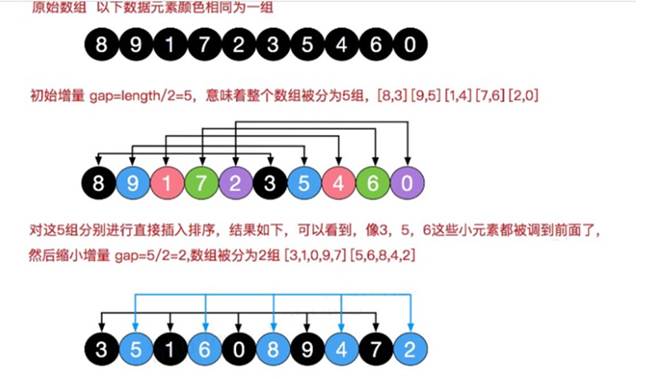 原始数组 以下数据元素颜色相同为一组
8 9 1 7 2 3 5 4 6 0
初始增量 gap=length/2=5，意味着整个数组被分为5组，[8,3] [9,5] [1,4] [7,6] [2,0]
8 9 1 7 2 3 5 4 6 0
对这5组分别进行直接插入排序，结果如下，可以看到，像3，5，6这些小元素都被调到前面了，
然后缩小增量 gap=5/2=2,数组被分为2组 [3,1,0,9,7] [5,6,8,4,2]
3 5 1 6 0 8 9 4 7 2